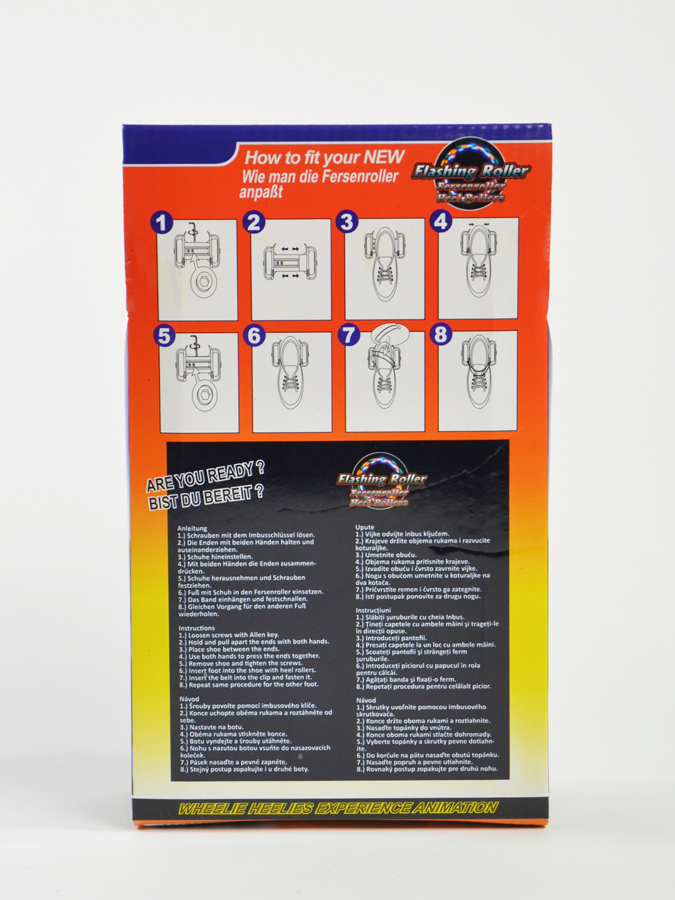 How to fit your NEW
Wie man die Fersenroller
anpaßt
Flashing Roller
Fersenroller
Heel Rollers
1
2
3
4
5
6
7
8
ARE YOU READY ?
BIST DU BEREIT ?
Flashing Roller
Fersenroller
Heel Rollers
Anleitung
1.) Schrauben mit dem Imbusschlüssel lösen.
2.) Die Enden mit beiden Händen halten und
auseinanderziehen.
3.) Schuhe hineinstellen.
4.) Mit beiden Händen die Enden zusammen-
drücken.
5.) Schuhe herausnehmen und Schrauben
festziehen.
6.) Fuß mit Schuh in den Fersenroller einsetzen.
7.) Das Band einhängen und festschnallen.
8.) Gleichen Vorgang für den anderen Fuß
wiederholen.
Instructions
1.) Loosen screws with Allen key.
2.) Hold and pull apart the ends with both hands.
3.) Place shoe between the ends.
4.) Use both hands to press the ends together.
5.) Remove shoe and tighten the screws.
6.) Insert foot into the shoe with heel rollers.
7.) Insert the belt into the clip and fasten it.
8.) Repeat same procedure for the other foot.
Návod
1.) Šrouby povolte pomocí imbusového klíče.
2.) Konce uchopte oběma rukama a roztáhněte od
sebe.
3.) Nastavte na botu.
4.) Oběma rukama stiskněte konce.
5.) Botu vyndejte a šrouby utáhněte.
6.) Nohu s nazutou botou vsuňte do nasazovacích
koleček.
7.) Pásek nasaďte a pevně zapněte.
8.) Stejný postup zopakujte i u druhé boty.
Upute
1.) Vijke odvijte inbus ključem.
2.) Krajeve držite objema rukama i razvucite
koturaljke.
3.) Umetnite obuću.
4.) Objema rukama pritisnite krajeve.
5.) Izvadite obuću i čvrsto zavrnite vijke.
6.) Nogu s obućom umetnite u koturaljke na
dva kotača.
7.) Pričvrstite remen i čvrsto ga zategnite.
8.) Isti postupak ponovite za drugu nogu.
Instrucțiuni
1.) Slăbiți șuruburile cu cheia Inbus.
2.) Țineți capetele cu ambele mâini și trageți-le
în direcții opuse.
3.) Introduceți pantofii.
4.) Presați capetele la un loc cu ambele mâini.
5.) Scoateți pantofii și strângeți ferm
șuruburile.
6.) Introduceți piciorul cu papucul în rola
pentru călcâi.
7.) Agățați banda și fixați-o ferm.
8.) Repetați procedura pentru celălalt picior.
Návod
1.) Skrutky uvoľnite pomocou imbusového
skrutkovača.
2.) Konce držte oboma rukami a roztiahnite.
3.) Nasaďte topánky do vnútra.
4.) Konce oboma rukami stlačte dohromady.
5.) Vyberte topánky a skrutky pevne dotiahn-
ite.
6.) Do korčule na pätu nasaďte obutú topánku.
7.) Nasaďte popruh a pevne utiahnite.
8.) Rovnaký postup zopakujte pre druhú nohu.
WHEELIE HEELIES EXPERIENCE ANIMATION